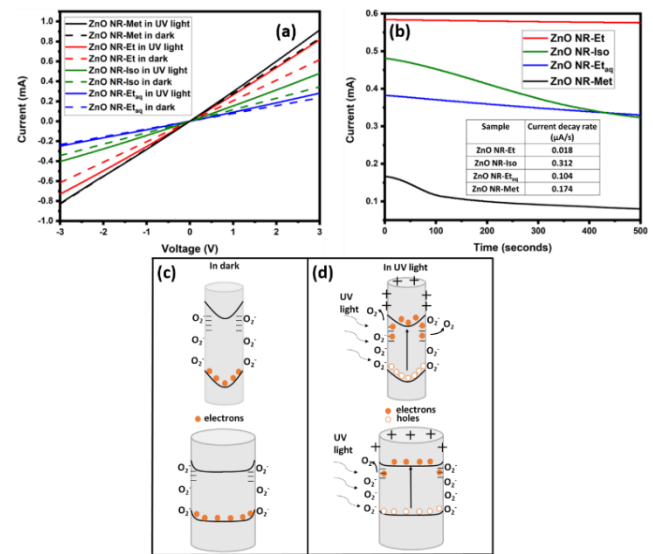 (a)
ZnO NR-Met in UV light
ZnO NR-Met in dark
ZnO NR-Et in UV light
ZnO NR-Et in dark
ZnO NR-Iso in UV light
ZnO NR-Iso in dark
ZnO NR-Etaq in UV light
ZnO NR-Etaq in dark
Current (mA)
1.0
0.8
0.6
0.4
0.2
0.0
-0.2
-0.4
-0.6
-0.8
-1.0
-3 -2 -1 0 1 2 3
Voltage (V)
(b)
ZnO NR-Et
ZnO NR-Iso
ZnO NR-Etaq
ZnO NR-Met
Current (mA)
0.6
0.5
0.4
0.3
0.2
0.1
Sample Current decay rate (µA/s)
ZnO NR-Et 0.018
ZnO NR-Iso 0.312
ZnO NR-Etaq 0.104
ZnO NR-Met 0.174
0 100 200 300 400 500
Time (seconds)
(c)
In dark
O2-
O2-
O2-
O2-
O2-
O2-
electrons
O2-
O2-
O2-
O2-
O2-
O2-
(d)
In UV light
+ + +
+ +
+ +
UV
light
O2
O2-
O2
O2-
O2-
O2-
O2-
electrons
holes
+ + +
+ +
UV
light
O2-
O2-
O2-
O2-
O2-
O2-